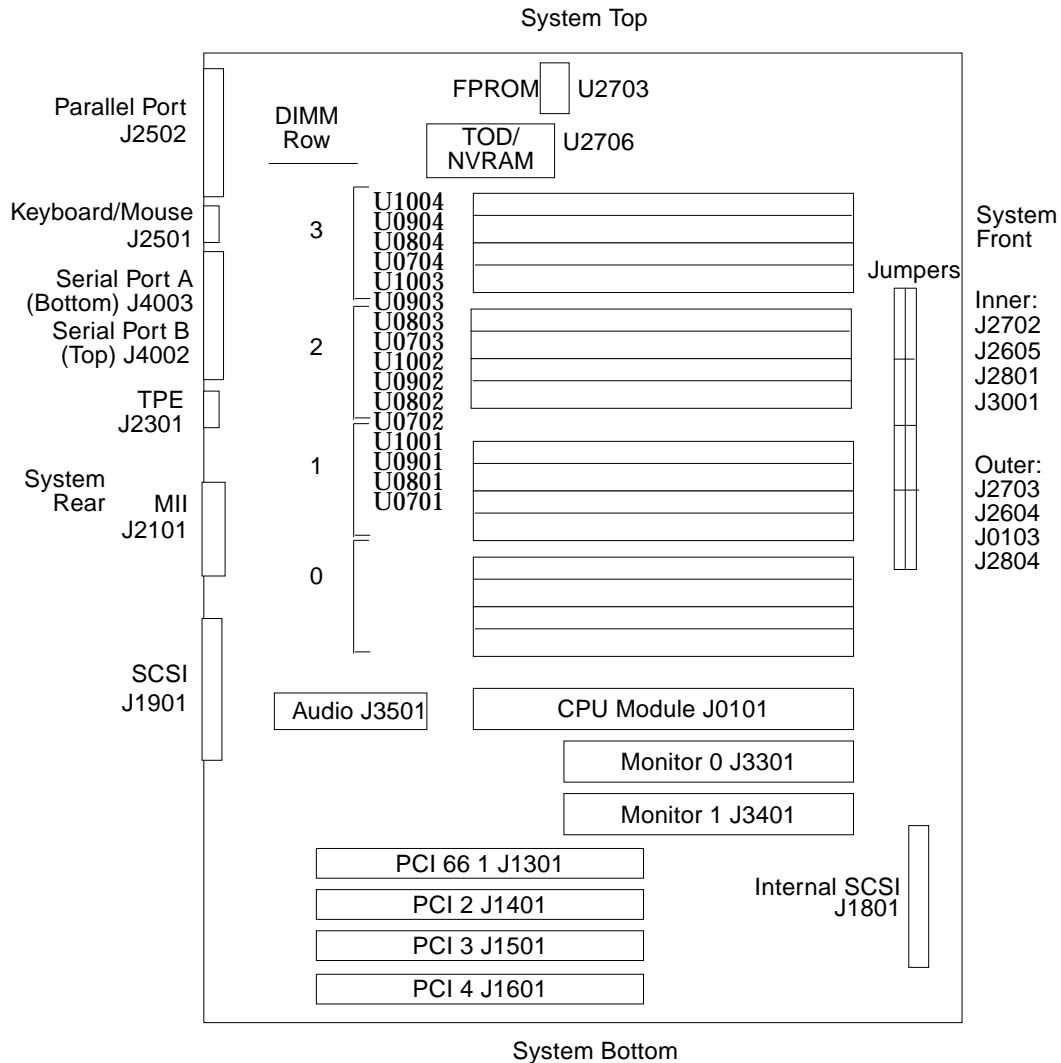 System Top
FPROM
U2703
Parallel Port
J2502
DIMM
Row
TOD/
NVRAM
U2706
Keyboard/Mouse
J2501
3
U1004
U0904
U0804
U0704
U1003
U0903
U0803
U0703
U1002
U0902
U0802
U0702
U1001
U0901
U0801
U0701
System
Front
Jumpers
Serial Port A
(Bottom) J4003
Serial Port B
(Top) J4002
Inner:
J2702
J2605
J2801
J3001
2
TPE
J2301
1
System
Rear
MII
J2101
Outer:
J2703
J2604
J0103
J2804
0
SCSI
J1901
Audio J3501
CPU Module J0101
Monitor 0 J3301
Monitor 1 J3401
PCI 66 1 J1301
PCI 2 J1401
PCI 3 J1501
PCI 4 J1601
Internal SCSI
J1801
System Bottom